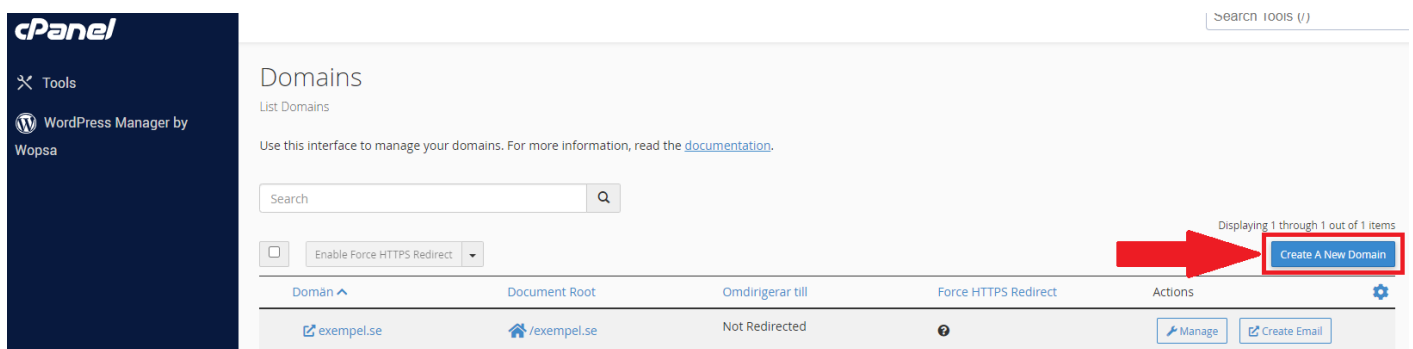 cPanel
Search Tools (/)
Tools
WordPress Manager by
Wopsa
Domains
List Domains
Use this interface to manage your domains. For more information, read the documentation.
Search
Displaying 1 through 1 out of 1 items
Enable Force HTTPS Redirect
Create A New Domain
Domän Document Root Omdirigerar till Force HTTPS Redirect Actions
exempel.se /exempel.se Not Redirected ? Manage Create Email